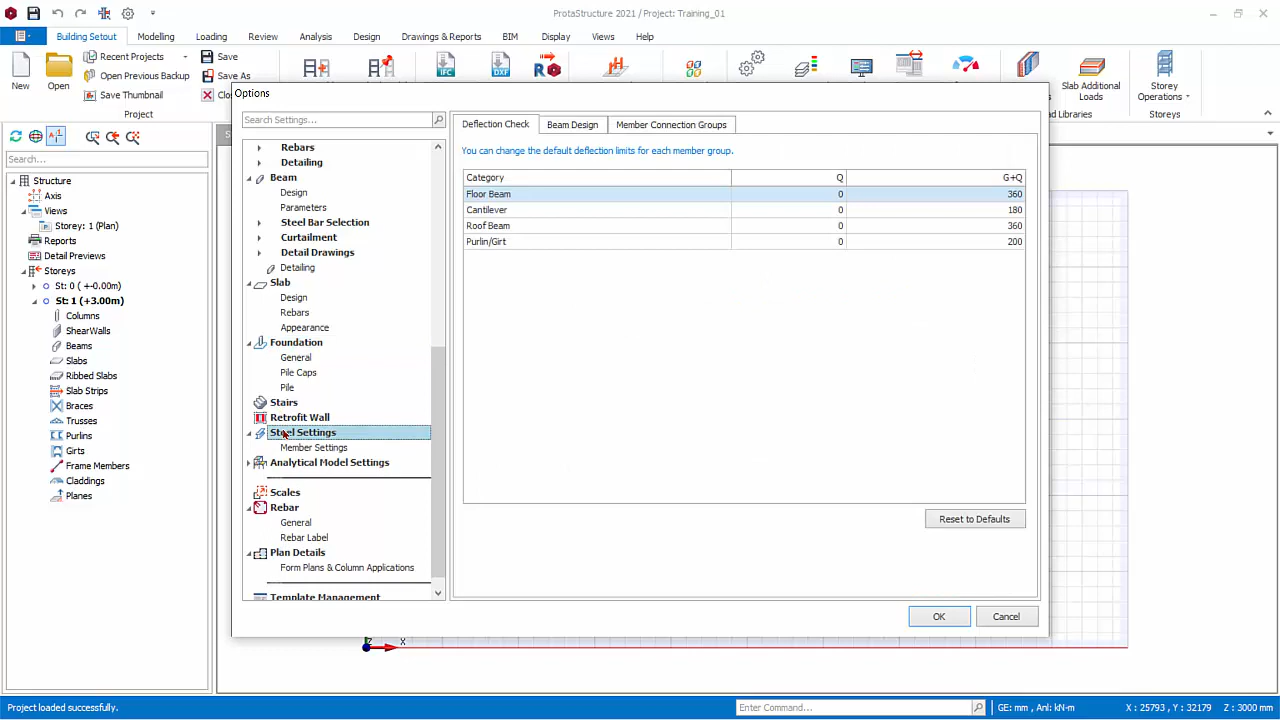 ProtaStructure 2021 / Project: Training_01
Building Setout Modelling Loading Review Analysis Design Drawings & Reports BIM Display Views Help
New
Open
Recent Projects
Open Previous Backup
Save Thumbnail
Save
Save As
Project
IFC
DXF
Slab Additional Loads
Storey Operations
Storeys
Search...
Structure
Axis
Views
Storey: 1 (Plan)
Reports
Detail Previews
Storeys
St: 0 ( +-0.00m)
St: 1 (+3.00m)
Columns
ShearWalls
Beams
Slabs
Ribbed Slabs
Slab Strips
Braces
Trusses
Purlins
Girts
Frame Members
Claddings
Planes
Options
Search Settings...
Rebars
Detailing
Beam
Design
Parameters
Steel Bar Selection
Curtailment
Detail Drawings
Detailing
Slab
Design
Rebars
Appearance
Foundation
General
Pile Caps
Pile
Stairs
Retrofit Wall
Steel Settings
Member Settings
Analytical Model Settings
Scales
Rebar
General
Rebar Label
Plan Details
Form Plans & Column Applications
Template Management
Deflection Check Beam Design Member Connection Groups
You can change the default deflection limits for each member group.
Category Q G+Q
Floor Beam 0 360
Cantilever 0 180
Roof Beam 0 360
Purlin/Girt 0 200
Reset to Defaults
OK Cancel
X
Project loaded successfully.
Enter Command...
GE: mm , Anl: kN-m
X : 25793 , Y : 32179
Z : 3000 mm